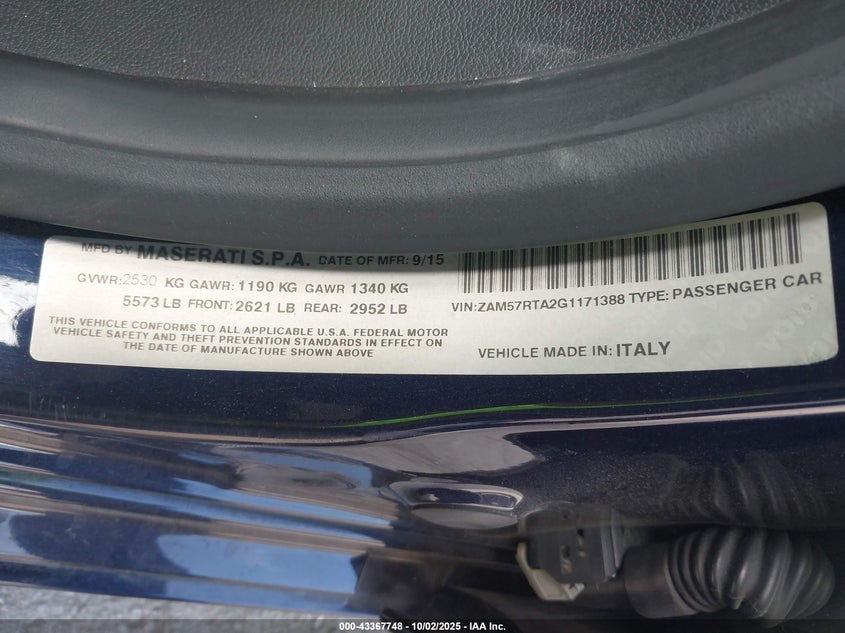 MFD BY MASERATI S.P.A. DATE OF MFR: 9/15
GVWR:2530 KG GAWR: 1190 KG GAWR 1340 KG
5573 LB FRONT: 2621 LB REAR: 2952 LB
THIS VEHICLE CONFORMS TO ALL APPLICABLE U.S.A. FEDERAL MOTOR
VEHICLE SAFETY AND THEFT PREVENTION STANDARDS IN EFFECT ON
THE DATE OF MANUFACTURE SHOWN ABOVE
VIN:ZAM57RTA2G1171388 TYPE: PASSENGER CAR
VEHICLE MADE IN: ITALY
000-43367748 - 10/02/2025 - IAA Inc.